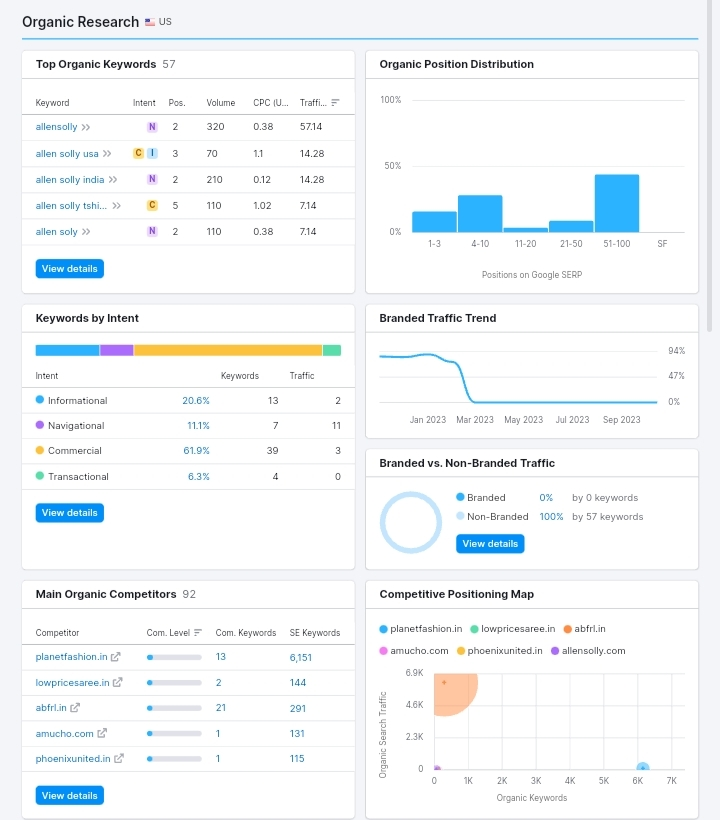 Organic Research US
Top Organic Keywords 57
Keyword Intent Pos. Volume CPC (U... Traffi...
allensolly N 2 320 0.38 57.14
allen solly usa C I 3 70 1.1 14.28
allen solly india N 2 210 0.12 14.28
allen solly tshi... C 5 110 1.02 7.14
allen soly N 2 110 0.38 7.14
View details
Organic Position Distribution
100%
50%
0%
1-3 4-10 11-20 21-50 51-100 SF
Positions on Google SERP
Keywords by Intent
Intent Keywords Traffic
Informational 20.6% 13 2
Navigational 11.1% 7 11
Commercial 61.9% 39 3
Transactional 6.3% 4 0
View details
Branded Traffic Trend
94%
47%
0%
Jan 2023 Mar 2023 May 2023 Jul 2023 Sep 2023
Branded vs. Non-Branded Traffic
Branded 0% by 0 keywords
Non-Branded 100% by 57 keywords
View details
Main Organic Competitors 92
Competitor Com. Level Com. Keywords SE Keywords
planetfashion.in 13 6,151
lowpricesaree.in 2 144
abfrl.in 21 291
amucho.com 1 131
phoenixunited.in 1 115
View details
Competitive Positioning Map
planetfashion.in lowpricesaree.in abfrl.in
amucho.com phoenixunited.in allensolly.com
Organic Search Traffic
6.9K
4.6K
2.3K
0
0 1K 2K 3K 4K 5K 6K 7K
Organic Keywords